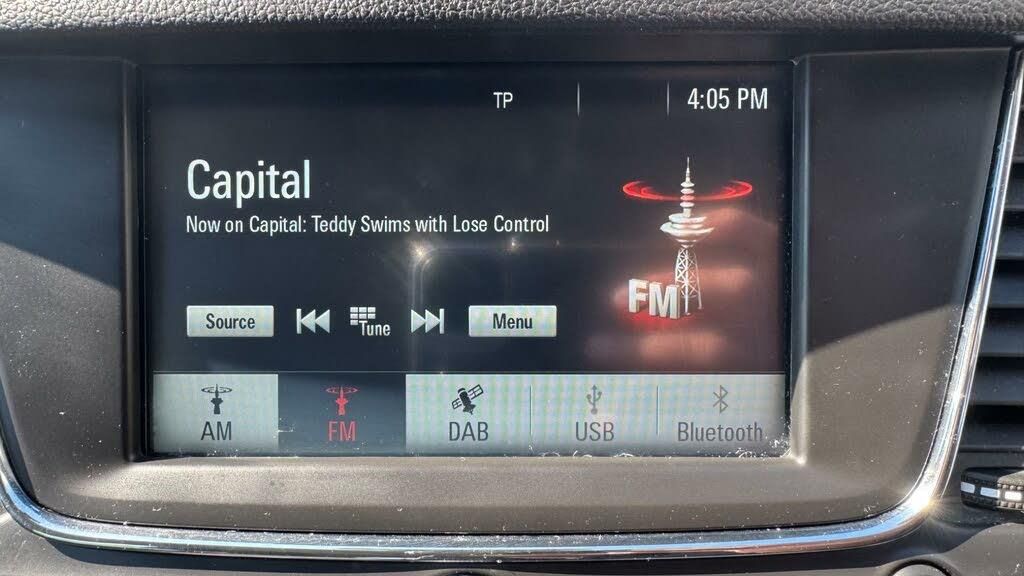 TP
4:05 PM
Capital
Now on Capital: Teddy Swims with Lose Control
FM
Source
Tune
Menu
AM
FM
DAB
USB
Bluetooth